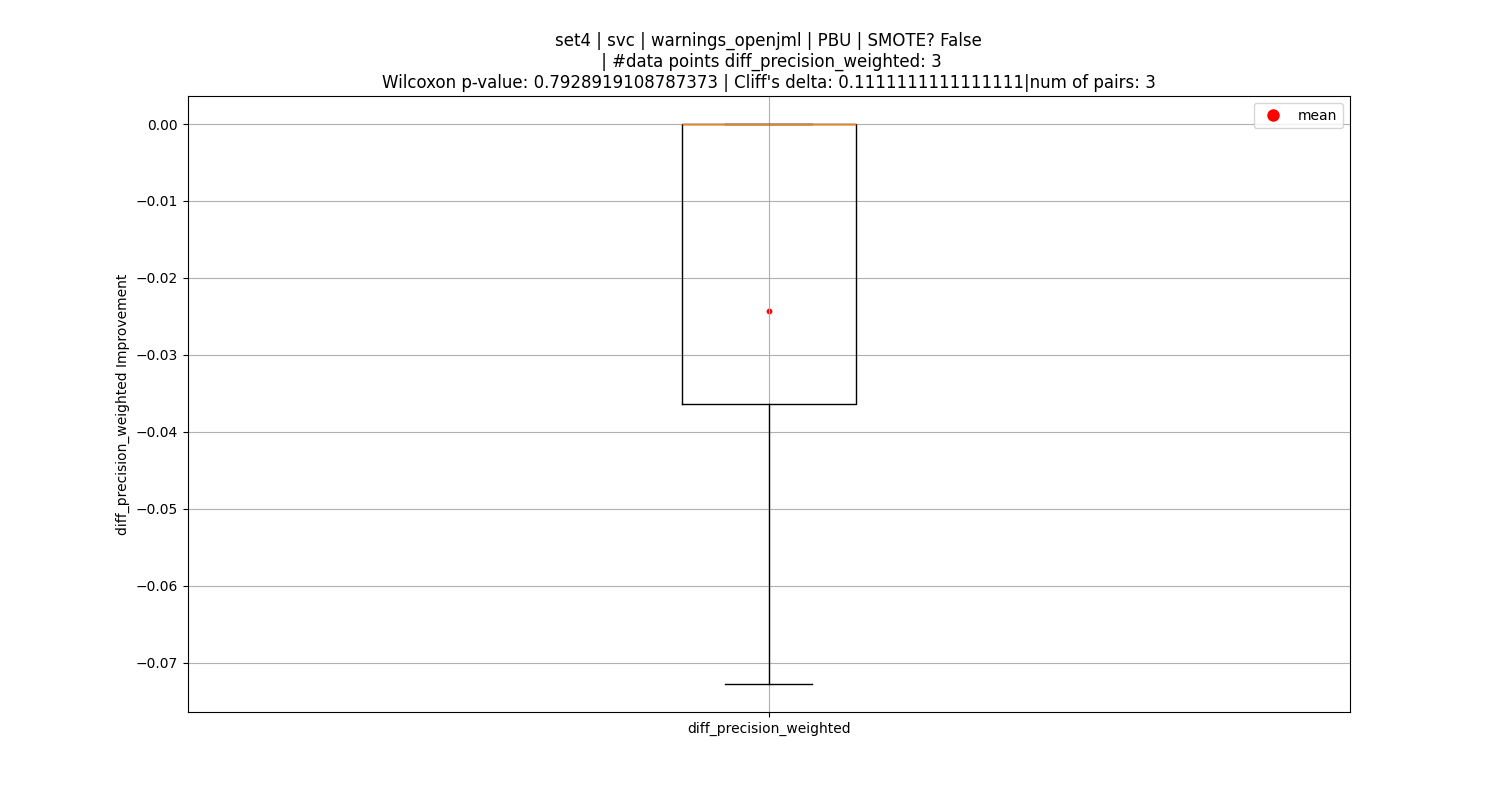 set4 | svc | warnings_openjml | PBU | SMOTE? False
| #data points diff_precision_weighted: 3
Wilcoxon p-value: 0.7928919108787373 | Cliff's delta: 0.1111111111111111|num of pairs: 3
mean
0.00
−0.01
−0.02
−0.03
−0.04
−0.05
−0.06
−0.07
diff_precision_weighted Improvement
diff_precision_weighted